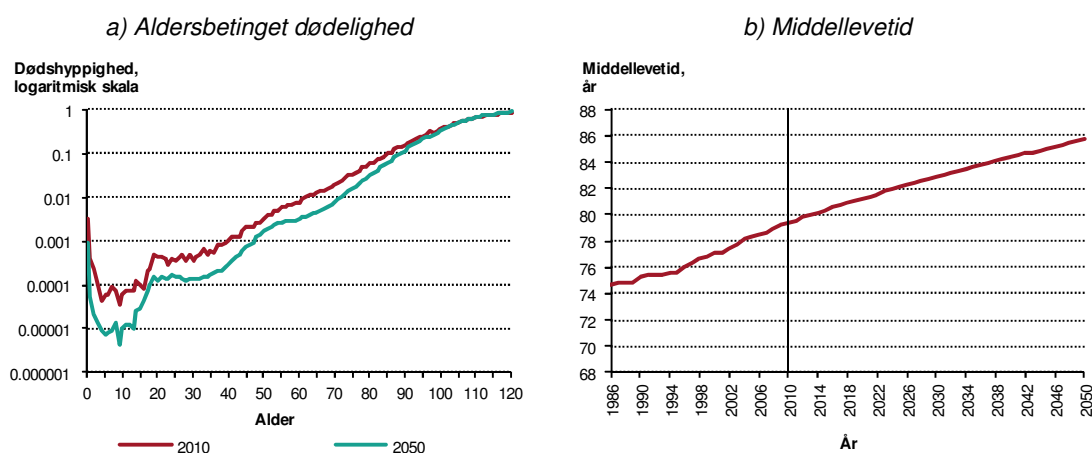 a) Aldersbetinget dødelighed
Dødshyppighed,
logaritmisk skala
1
0.1
0.01
0.001
0.0001
0.00001
0.000001
0 10 20 30 40 50 60 70 80 90 100 110 120
Alder
2010 2050
b) Middellevetid
Middellevetid,
år
88
86
84
82
80
78
76
74
72
70
68
1986 1990 1994 1998 2002 2006 2010 2014 2018 2022 2026 2030 2034 2038 2042 2046 2050
År